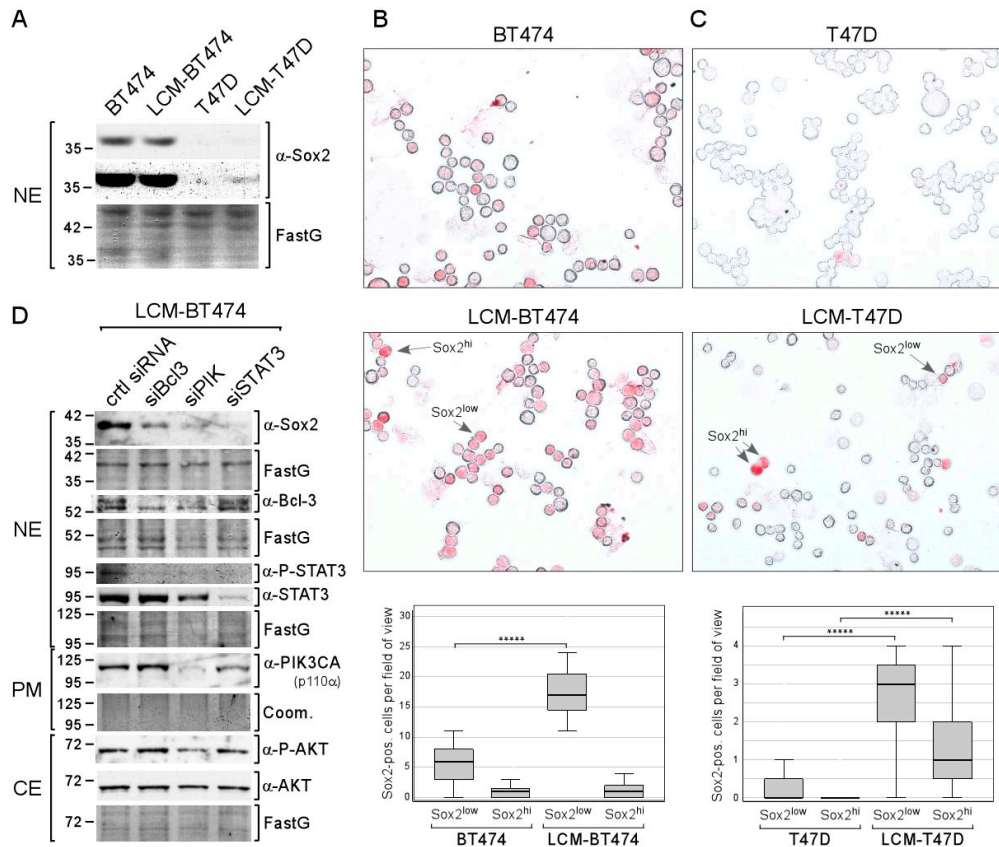 A
BT474
LCM-BT474
T47D
LCM-T47D
NE
35
35
42
35
α-Sox2
FastG
B
BT474
LCM-BT474
Sox2hi
Sox2low
Sox2-pos. cells per field of view
30
25
20
15
10
5
0
*****
Sox2low
Sox2hi
Sox2low
Sox2hi
BT474
LCM-BT474
C
T47D
LCM-T47D
Sox2low
Sox2hi
Sox2-pos. cells per field of view
4
3
2
1
0
*****
*****
Sox2low
Sox2hi
Sox2low
Sox2hi
T47D
LCM-T47D
D
LCM-BT474
crtl siRNA
siBcl3
siPIK
siSTAT3
NE
42
35
α-Sox2
42
35
FastG
52
α-Bcl-3
52
FastG
95
α-P-STAT3
95
α-STAT3
125
95
FastG
PM
125
95
α-PIK3CA
(p110α)
125
95
Coom.
CE
72
α-P-AKT
72
α-AKT
72
FastG